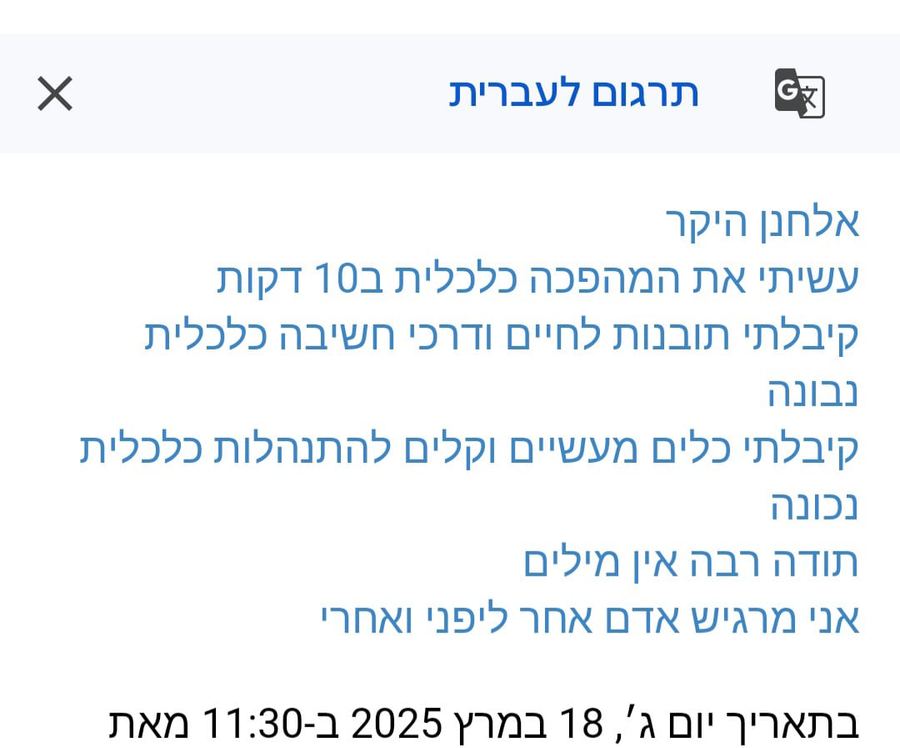 תרגום לעברית
אלחנן היקר
עשיתי את המהפכה כלכלית ב10 דקות
קיבלתי תובנות לחיים ודרכי חשיבה כלכלית
נבונה
קיבלתי כלים מעשיים וקלים להתנהלות כלכלית
נכונה
תודה רבה אין מילים
אני מרגיש אדם אחר ליפני ואחרי
בתאריך יום ג׳, 18 במרץ 2025 ב-11:30 מאת